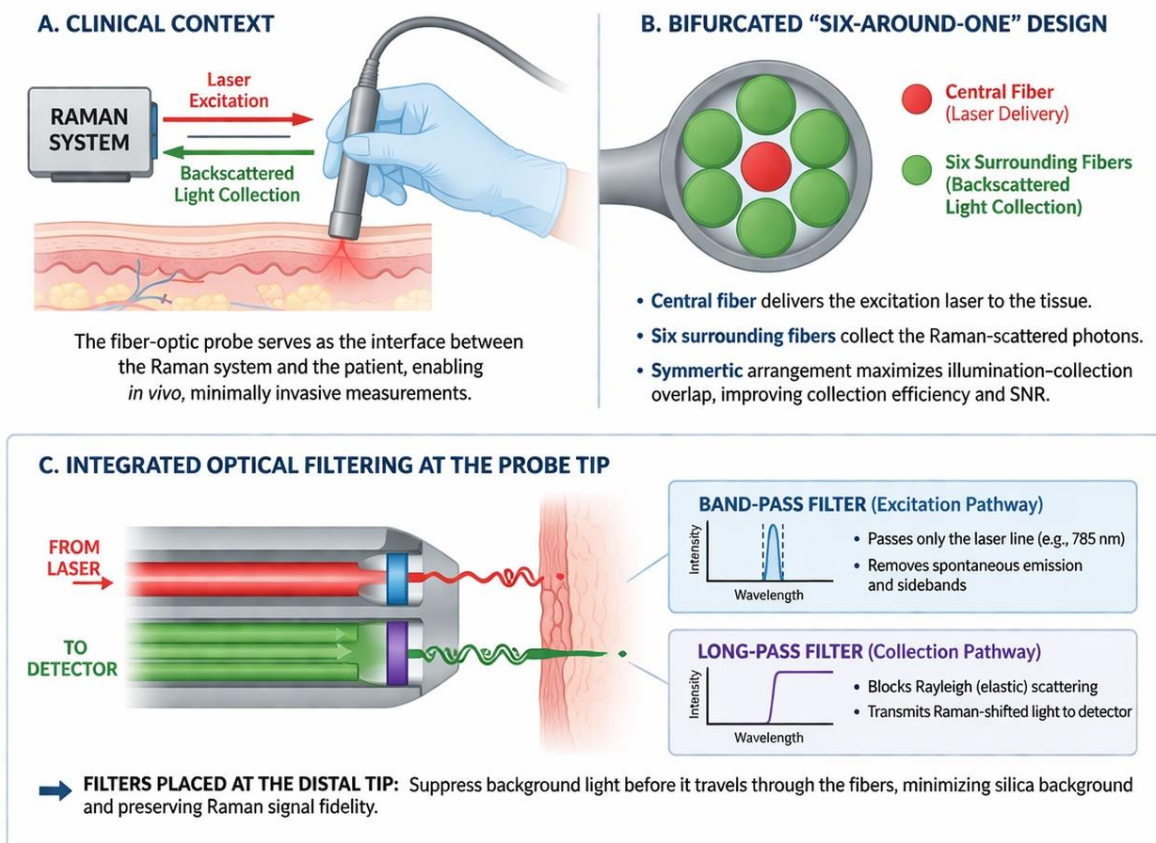 A. CLINICAL CONTEXT
RAMAN
SYSTEM
Laser
Excitation
Backscattered
Light Collection
The fiber-optic probe serves as the interface between
the Raman system and the patient, enabling
in vivo, minimally invasive measurements.
B. BIFURCATED “SIX-AROUND-ONE” DESIGN
Central Fiber
(Laser Delivery)
Six Surrounding Fibers
(Backscattered
Light Collection)
• Central fiber delivers the excitation laser to the tissue.
• Six surrounding fibers collect the Raman-scattered photons.
• Symmertic arrangement maximizes illumination–collection
overlap, improving collection efficiency and SNR.
C. INTEGRATED OPTICAL FILTERING AT THE PROBE TIP
FROM
LASER
TO
DETECTOR
BAND-PASS FILTER (Excitation Pathway)
Intensity
Wavelength
• Passes only the laser line (e.g., 785 nm)
• Removes spontaneous emission
and sidebands
LONG-PASS FILTER (Collection Pathway)
Intensity
Wavelength
• Blocks Rayleigh (elastic) scattering
• Transmits Raman-shifted light to detector
FILTERS PLACED AT THE DISTAL TIP: Suppress background light before it travels through the fibers, minimizing silica background
and preserving Raman signal fidelity.